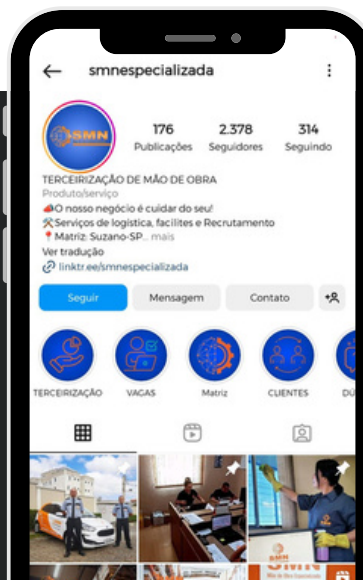 smnespecializada
SMN
176 2.378 314
Publicações Seguidores Seguindo
TERCEIRIZAÇÃO DE MÃO DE OBRA
Produto/serviço
📣O nosso negócio é cuidar do seu!
🛠Serviços de logística, facilites e Recrutamento
📍Matriz: Suzano-SP... mais
Ver tradução
linktr.ee/smnespecializada
Seguir Mensagem Contato
TERCEIRIZAÇÃO VAGAS Matriz CLIENTES DÚ
SMN
SMN